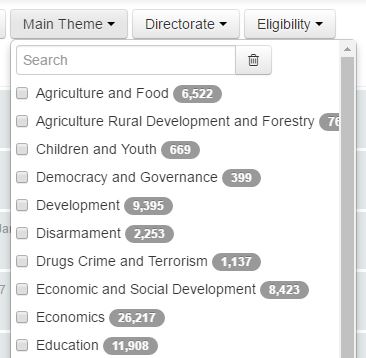 Main Theme Directorate Eligibility
Search
Agriculture and Food 6,522
Agriculture Rural Development and Forestry
Children and Youth 669
Democracy and Governance 399
Development 9,395
Disarmament 2,253
Drugs Crime and Terrorism 1,137
Economic and Social Development 8,423
Economics 26,217
Education 11,908